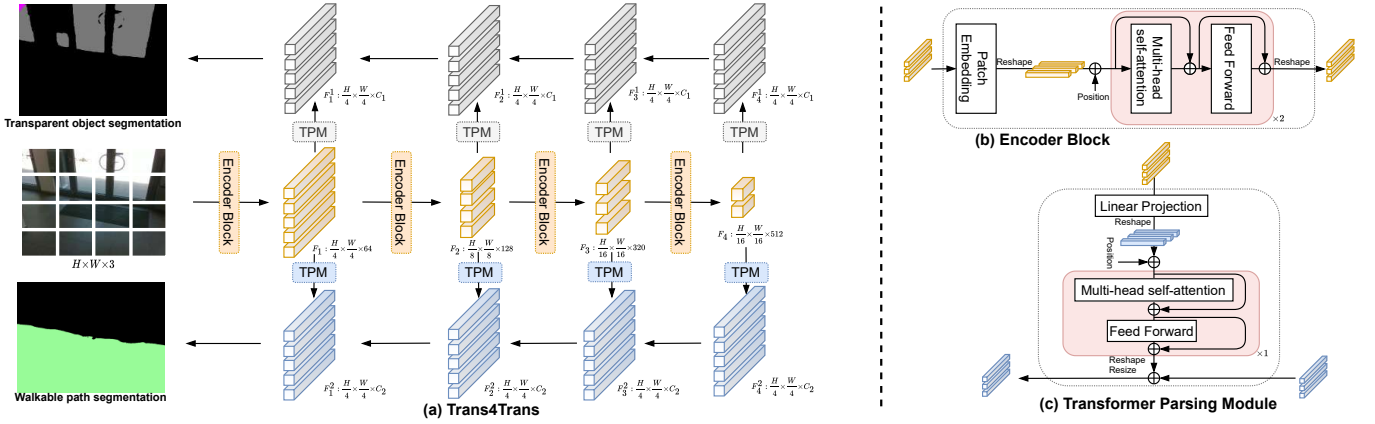 Transparent object segmentation
H×W×3
Walkable path segmentation
F_1^1 : H/4 × W/4 × C_1
F_2^1 : H/4 × W/4 × C_1
F_3^1 : H/4 × W/4 × C_1
F_4^1 : H/4 × W/4 × C_1
TPM
TPM
TPM
TPM
Encoder Block
Encoder Block
Encoder Block
Encoder Block
F_1 : H/4 × W/4 ×64
F_2 : H/8 × W/8 ×128
F_3 : H/16 × W/16 ×320
F_4 : H/16 × W/16 ×512
TPM
TPM
TPM
TPM
F_1^2 : H/4 × W/4 × C_2
F_2^2 : H/4 × W/4 × C_2
F_3^2 : H/4 × W/4 × C_2
F_4^2 : H/4 × W/4 × C_2
(a) Trans4Trans
Patch
Embedding
Reshape
Position
Multi-head
self-attention
Feed Forward
Reshape
×2
(b) Encoder Block
Linear Projection
Reshape
Position
Multi-head self-attention
Feed Forward
×1
Reshape
Resize
(c) Transformer Parsing Module